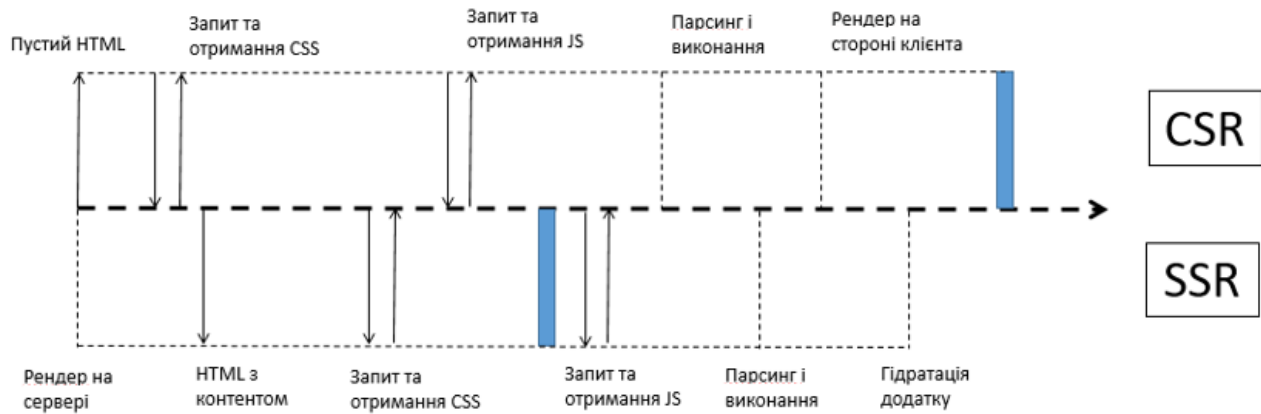 Пустий HTML
Запит та
отримання CSS
Запит та
отримання JS
Парсинг і
виконання
Рендер на
стороні клієнта
CSR
SSR
Рендер на
сервері
HTML з
контентом
Запит та
отримання CSS
Запит та
отримання JS
Парсинг і
виконання
Гідратація
додатку